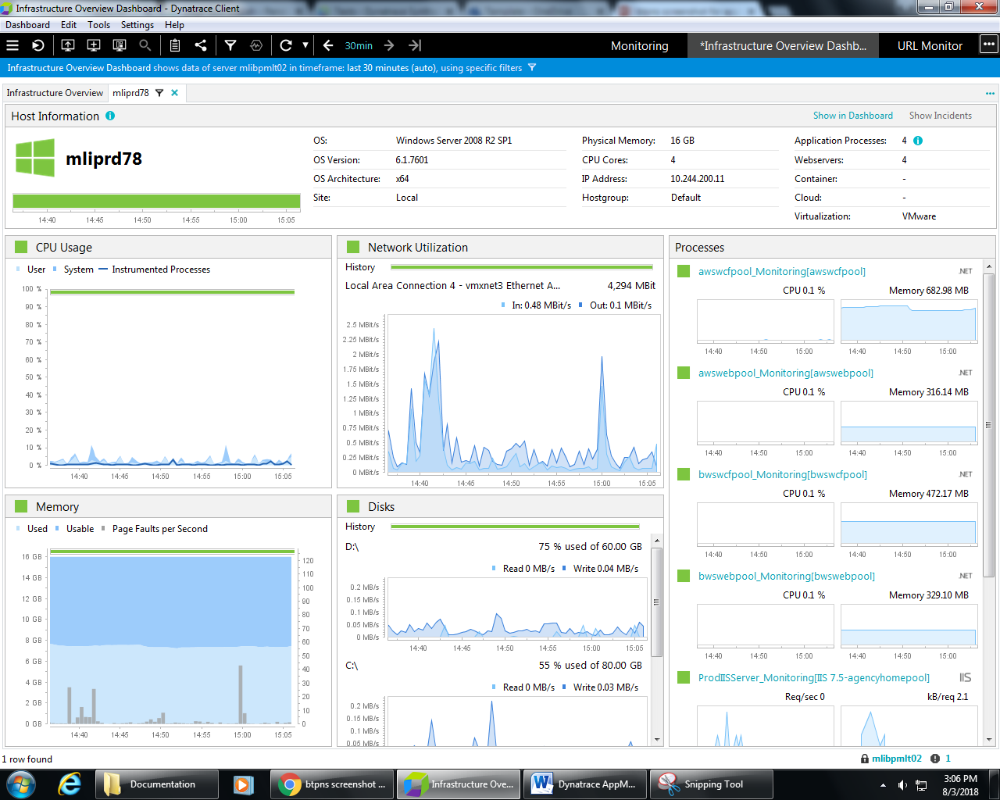 Infrastructure Overview Dashboard - Dynatrace Client
Dashboard Edit Tools Settings Help
30min Monitoring *Infrastructure Overview Dashb... URL Monitor
Infrastructure Overview Dashboard shows data of server mlibpmlt02 in timeframe: last 30 minutes (auto), using specific filters
Infrastructure Overview mliprd78
Host Information Show in Dashboard Show Incidents
mliprd78
14:40 14:45 14:50 14:55 15:00 15:05
OS: Windows Server 2008 R2 SP1
OS Version: 6.1.7601
OS Architecture: x64
Site: Local
Physical Memory: 16 GB
CPU Cores: 4
IP Address: 10.244.200.11
Hostgroup: Default
Application Processes: 4
Webservers: 4
Container: -
Cloud: -
Virtualization: VMware
CPU Usage
User System Instrumented Processes
100 %
90 %
80 %
70 %
60 %
50 %
40 %
30 %
20 %
10 %
0 %
14:40 14:45 14:50 14:55 15:00 15:05
Network Utilization
History
Local Area Connection 4 - vmxnet3 Ethernet A... 4,294 MBit
In: 0.48 MBit/s Out: 0.1 MBit/s
2.5 MBit/s
2.25 MBit/s
2 MBit/s
1.75 MBit/s
1.5 MBit/s
1.25 MBit/s
1 MBit/s
0.75 MBit/s
0.5 MBit/s
0.25 MBit/s
0 MBit/s
14:40 14:45 14:50 14:55 15:00 15:05
Memory
Used Usable Page Faults per Second
16 GB
14 GB
12 GB
10 GB
8 GB
6 GB
4 GB
2 GB
0 GB
120
110
100
90
80
70
60
50
40
30
20
10
0
14:40 14:45 14:50 14:55 15:00 15:05
Disks
History
D:\ 75 % used of 60.00 GB
Read 0 MB/s Write 0.04 MB/s
0.2 MB/s
0.15 MB/s
0.1 MB/s
0.05 MB/s
0 MB/s
14:40 14:45 14:50 14:55 15:00 15:05
C:\ 55 % used of 80.00 GB
Read 0 MB/s Write 0.03 MB/s
0.2 MB/s
0.15 MB/s
0.1 MB/s
0.05 MB/s
Processes
awswcfpool_Monitoring[awswcfpool] .NET
CPU 0.1 % Memory 682.98 MB
14:40 14:50 15:00 14:40 14:50 15:00
awswebpool_Monitoring[awswebpool] .NET
CPU 0.1 % Memory 316.14 MB
14:40 14:50 15:00 14:40 14:50 15:00
bwswcfpool_Monitoring[bwswcfpool] .NET
CPU 0.1 % Memory 472.17 MB
14:40 14:50 15:00 14:40 14:50 15:00
bwswebpool_Monitoring[bwswebpool] .NET
CPU 0.1 % Memory 329.10 MB
14:40 14:50 15:00 14:40 14:50 15:00
ProdIISServer_Monitoring[IIS 7.5-agencyhomepool] IIS
Req/sec 0 kB/req 2.1
1 row found mlibpmlt02 1
Documentation btpns screenshot ... Infrastructure Ove... Dynatrace AppM... Snipping Tool
3:06 PM
8/3/2018